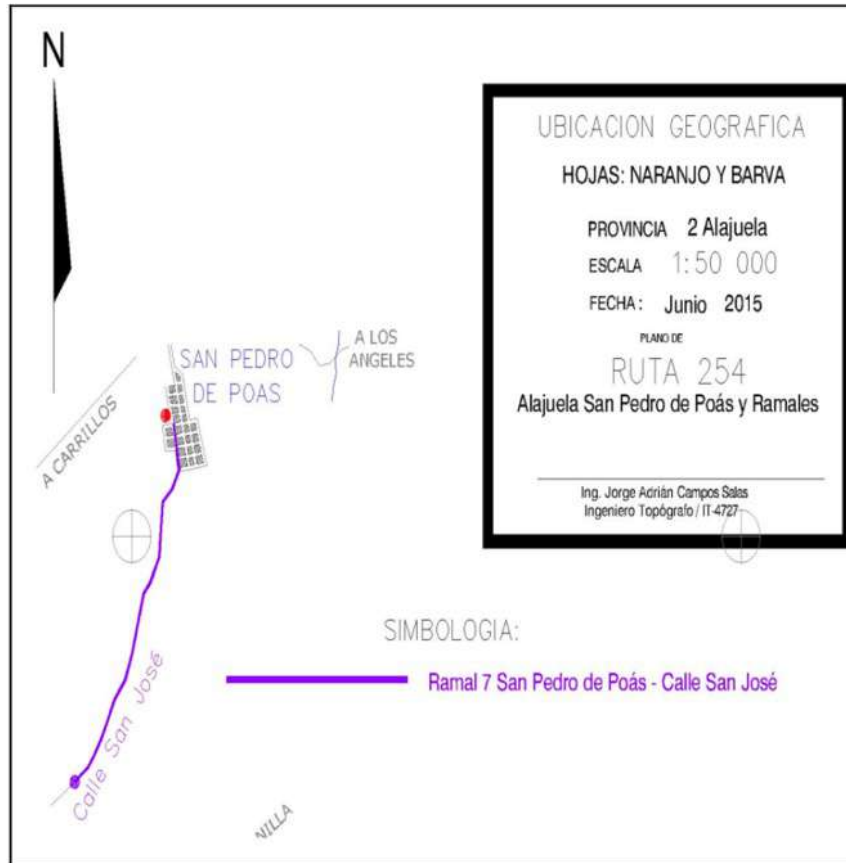 N
UBICACION GEOGRAFICA
HOJAS: NARANJO Y BARVA
PROVINCIA 2 Alajuela
ESCALA 1:50 000
FECHA: Junio 2015
PLANO DE
RUTA 254
Alajuela San Pedro de Poás y Ramales
Ing. Jorge Adrián Campos Salas
Ingeniero Topógrafo / IT-4727
SAN PEDRO
DE POAS
A LOS
ANGELES
A CARRILLOS
SIMBOLOGIA:
Ramal 7 San Pedro de Poás - Calle San José
Calle San José
NILLA